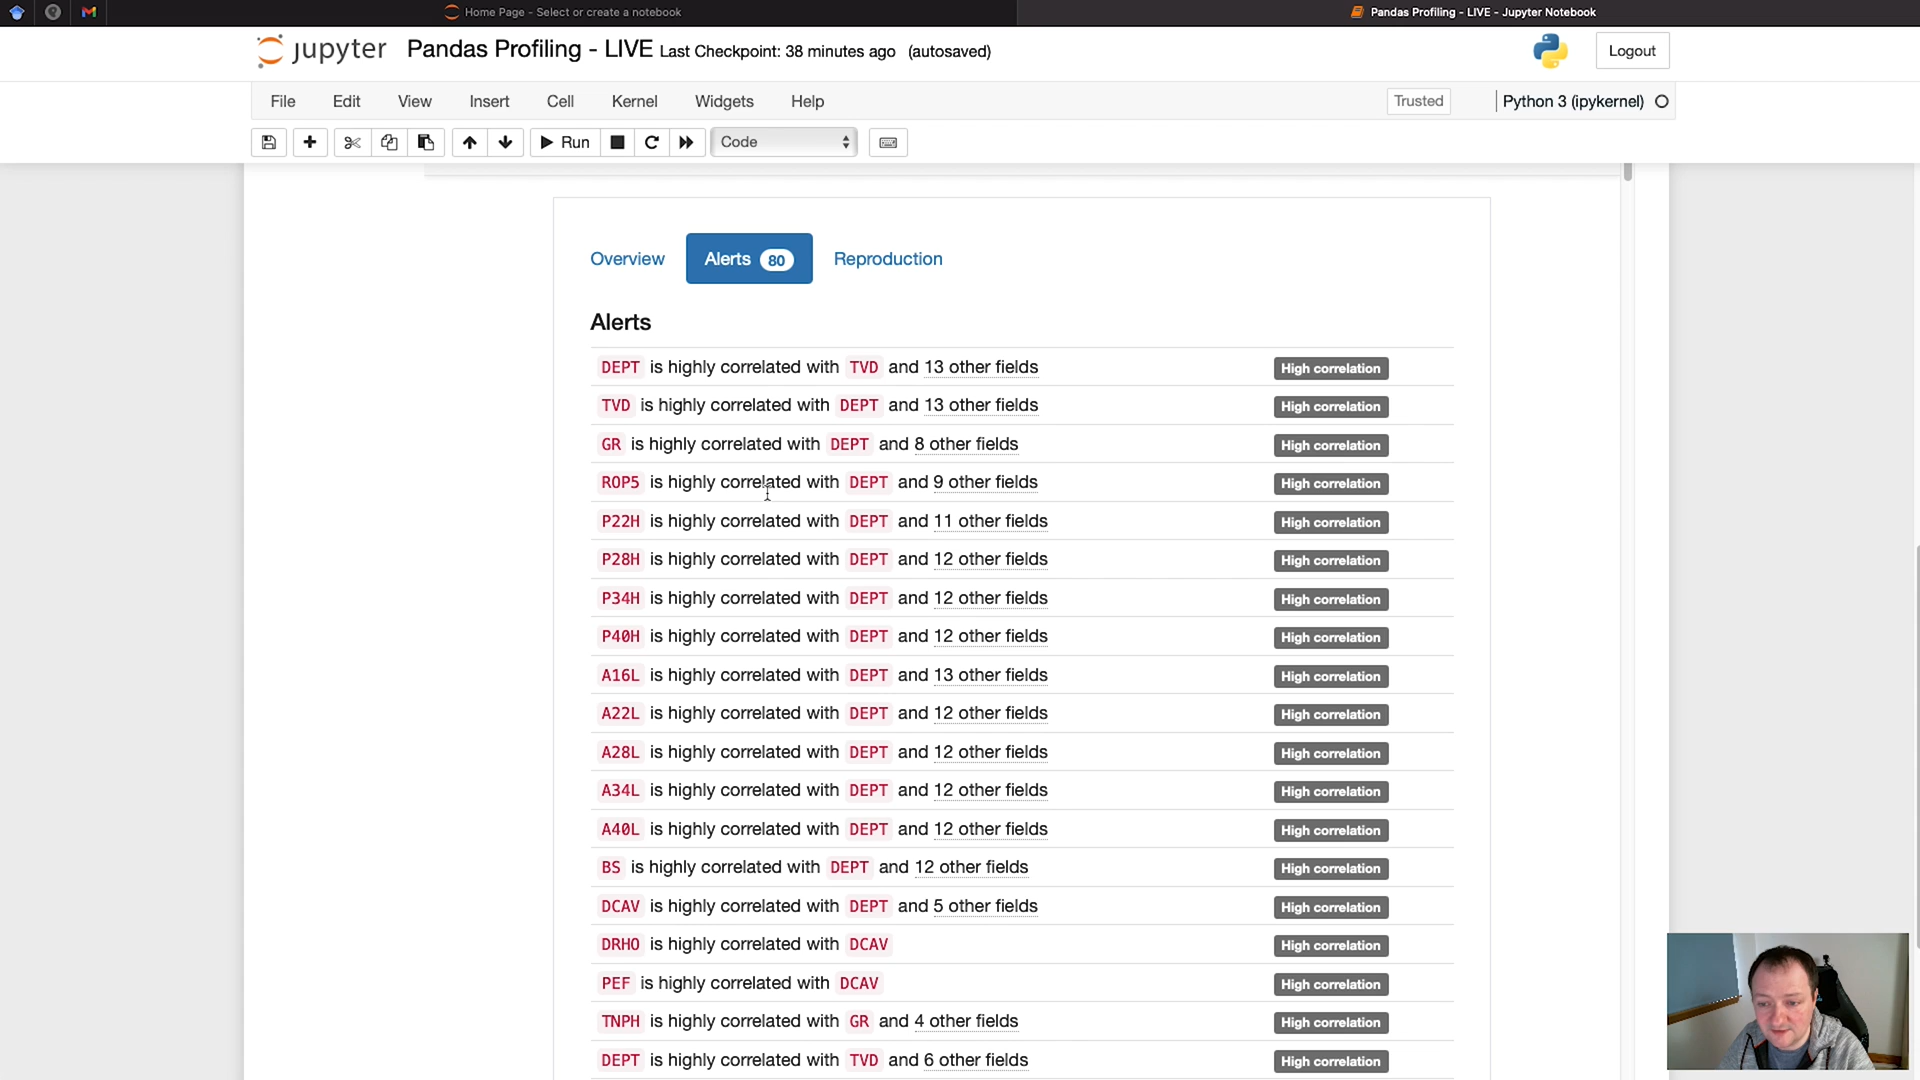 Home Page - Select or create a notebook
Pandas Profiling - LIVE - Jupyter Notebook
jupyter Pandas Profiling - LIVE Last Checkpoint: 38 minutes ago (autosaved)
Logout
File Edit View Insert Cell Kernel Widgets Help
Trusted
Python 3 (ipykernel)
Run
Code
Overview
Alerts 80
Reproduction
Alerts
DEPT is highly correlated with TVD and 13 other fields High correlation
TVD is highly correlated with DEPT and 13 other fields High correlation
GR is highly correlated with DEPT and 8 other fields High correlation
ROP5 is highly correlated with DEPT and 9 other fields High correlation
P22H is highly correlated with DEPT and 11 other fields High correlation
P28H is highly correlated with DEPT and 12 other fields High correlation
P34H is highly correlated with DEPT and 12 other fields High correlation
P40H is highly correlated with DEPT and 12 other fields High correlation
A16L is highly correlated with DEPT and 13 other fields High correlation
A22L is highly correlated with DEPT and 12 other fields High correlation
A28L is highly correlated with DEPT and 12 other fields High correlation
A34L is highly correlated with DEPT and 12 other fields High correlation
A40L is highly correlated with DEPT and 12 other fields High correlation
BS is highly correlated with DEPT and 12 other fields High correlation
DCAV is highly correlated with DEPT and 5 other fields High correlation
DRHO is highly correlated with DCAV High correlation
PEF is highly correlated with DCAV High correlation
TNPH is highly correlated with GR and 4 other fields High correlation
DEPT is highly correlated with TVD and 6 other fields High correlation